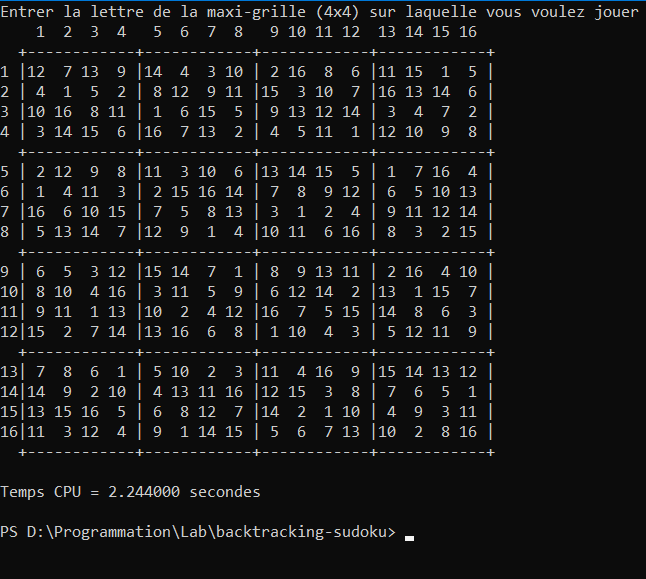 Entrer la lettre de la maxi-grille (4x4) sur laquelle vous voulez jouer
    1  2  3  4   5  6  7  8   9 10 11 12  13 14 15 16
  +------------+------------+------------+------------+
1 |12  7 13  9 |14  4  3 10 | 2 16  8  6 |11 15  1  5 |
2 | 4  1  5  2 | 8 12  9 11 |15  3 10  7 |16 13 14  6 |
3 |10 16  8 11 | 1  6 15  5 | 9 13 12 14 | 3  4  7  2 |
4 | 3 14 15  6 |16  7 13  2 | 4  5 11  1 |12 10  9  8 |
  +------------+------------+------------+------------+
5 | 2 12  9  8 |11  3 10  6 |13 14 15  5 | 1  7 16  4 |
6 | 1  4 11  3 | 2 15 16 14 | 7  8  9 12 | 6  5 10 13 |
7 |16  6 10 15 | 7  5  8 13 | 3  1  2  4 | 9 11 12 14 |
8 | 5 13 14  7 |12  9  1  4 |10 11  6 16 | 8  3  2 15 |
  +------------+------------+------------+------------+
9 | 6  5  3 12 |15 14  7  1 | 8  9 13 11 | 2 16  4 10 |
10| 8 10  4 16 | 3 11  5  9 | 6 12 14  2 |13  1 15  7 |
11| 9 11  1 13 |10  2  4 12 |16  7  5 15 |14  8  6  3 |
12|15  2  7 14 |13 16  6  8 | 1 10  4  3 | 5 12 11  9 |
  +------------+------------+------------+------------+
13| 7  8  6  1 | 5 10  2  3 |11  4 16  9 |15 14 13 12 |
14|14  9  2 10 | 4 13 11 16 |12 15  3  8 | 7  6  5  1 |
15|13 15 16  5 | 6  8 12  7 |14  2  1 10 | 4  9  3 11 |
16|11  3 12  4 | 9  1 14 15 | 5  6  7 13 |10  2  8 16 |
  +------------+------------+------------+------------+
Temps CPU = 2.244000 secondes
PS D:\Programmation\Lab\backtracking-sudoku>